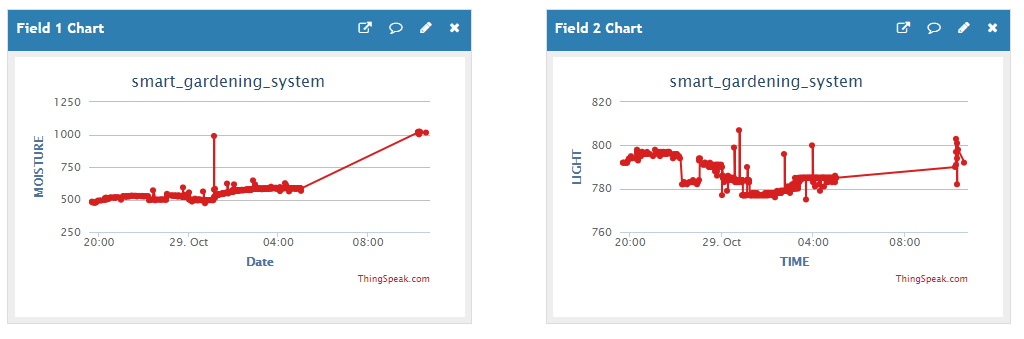 Field 1 Chart
smart_gardening_system
1250
1000
750
500
250
MOISTURE
20:00 29. Oct 04:00 08:00
Date
ThingSpeak.com
Field 2 Chart
smart_gardening_system
820
800
780
760
LIGHT
20:00 29. Oct 04:00 08:00
TIME
ThingSpeak.com